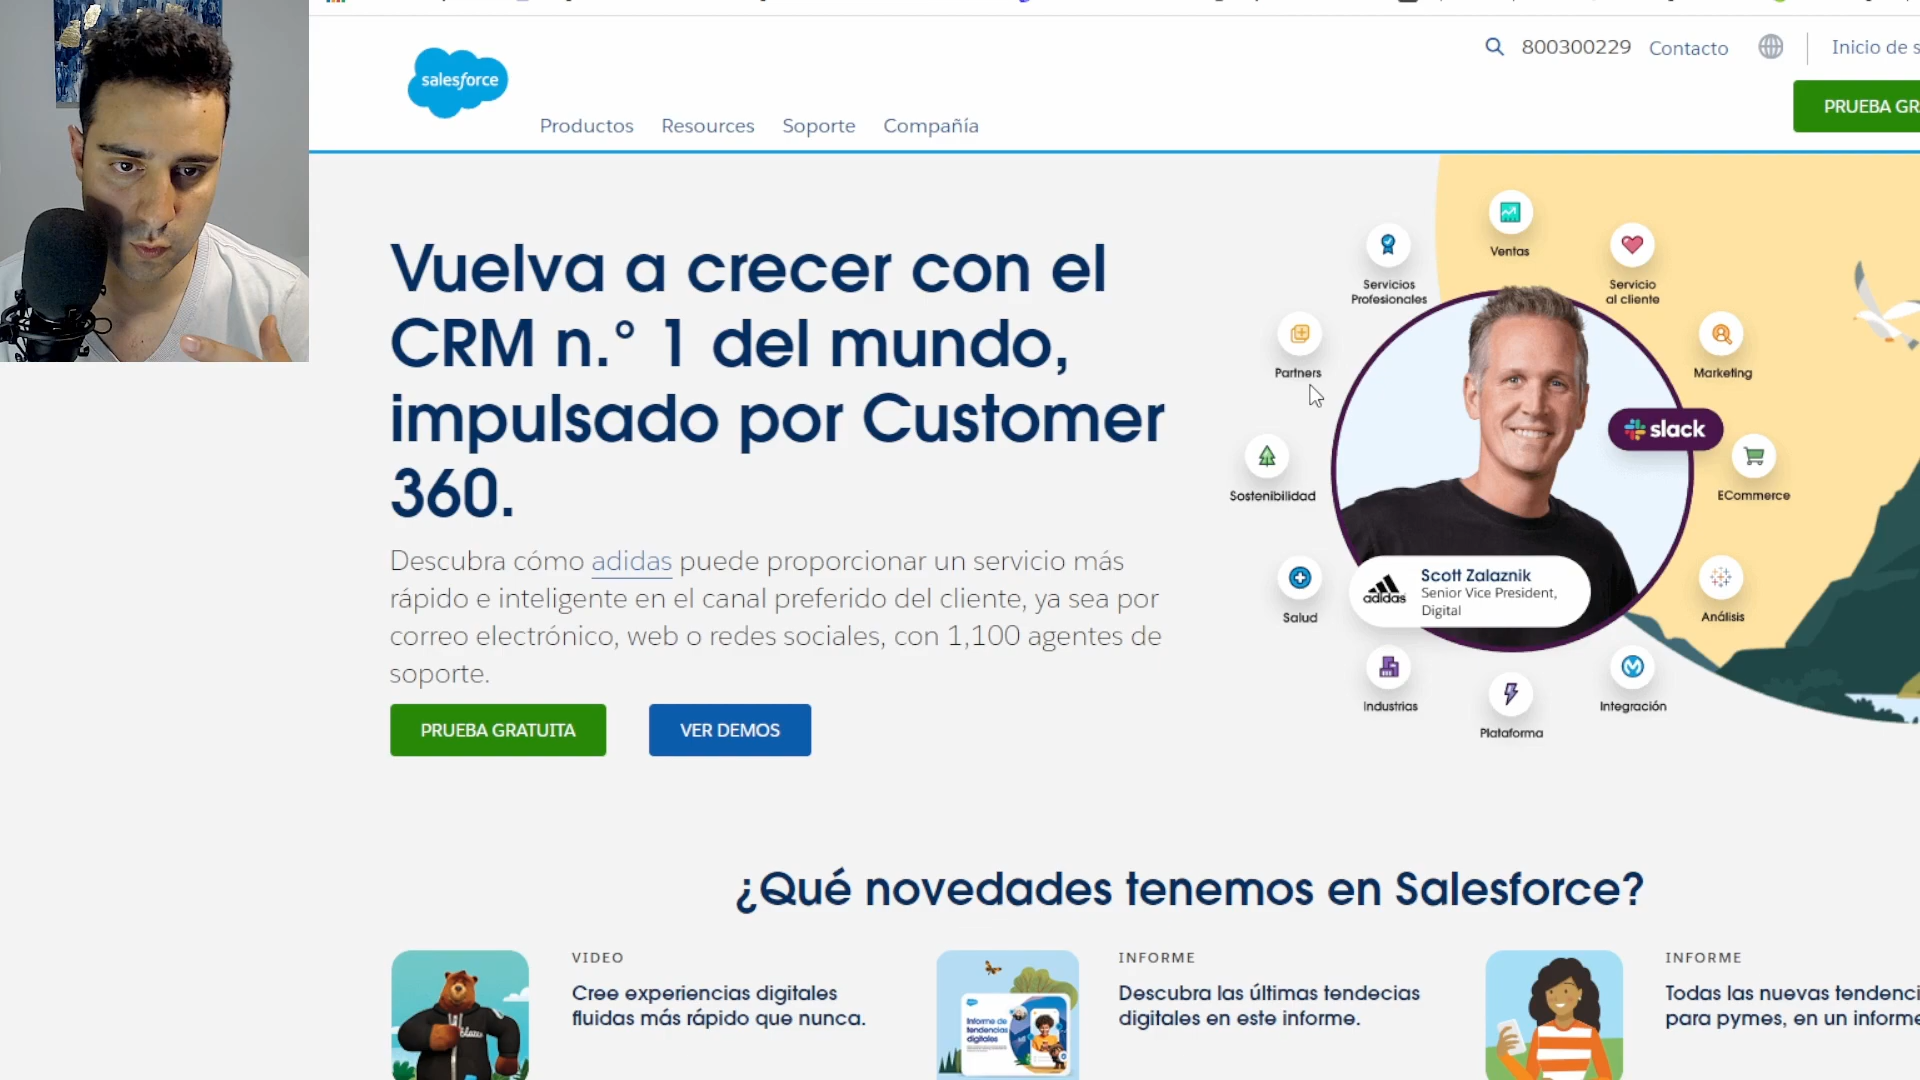 800300229 Contacto
Inicio de s
salesforce
PRUEBA GR
Productos Resources Soporte Compañía
Vuelva a crecer con el
CRM n.° 1 del mundo,
impulsado por Customer
360.
Descubra cómo adidas puede proporcionar un servicio más
rápido e inteligente en el canal preferido del cliente, ya sea por
correo electrónico, web o redes sociales, con 1,100 agentes de
soporte.
PRUEBA GRATUITA
VER DEMOS
Ventas
Servicios
Profesionales
Servicio
al cliente
Partners
Marketing
slack
Sostenibilidad
ECommerce
adidas
Scott Zalaznik
Senior Vice President,
Digital
Salud
Análisis
Industrias
Integración
Plataforma
¿Qué novedades tenemos en Salesforce?
VIDEO
Cree experiencias digitales
fluidas más rápido que nunca.
Informe de
tendencias
digitales
INFORME
Descubra las últimas tendecias
digitales en este informe.
INFORME
Todas las nuevas tendenci
para pymes, en un informe